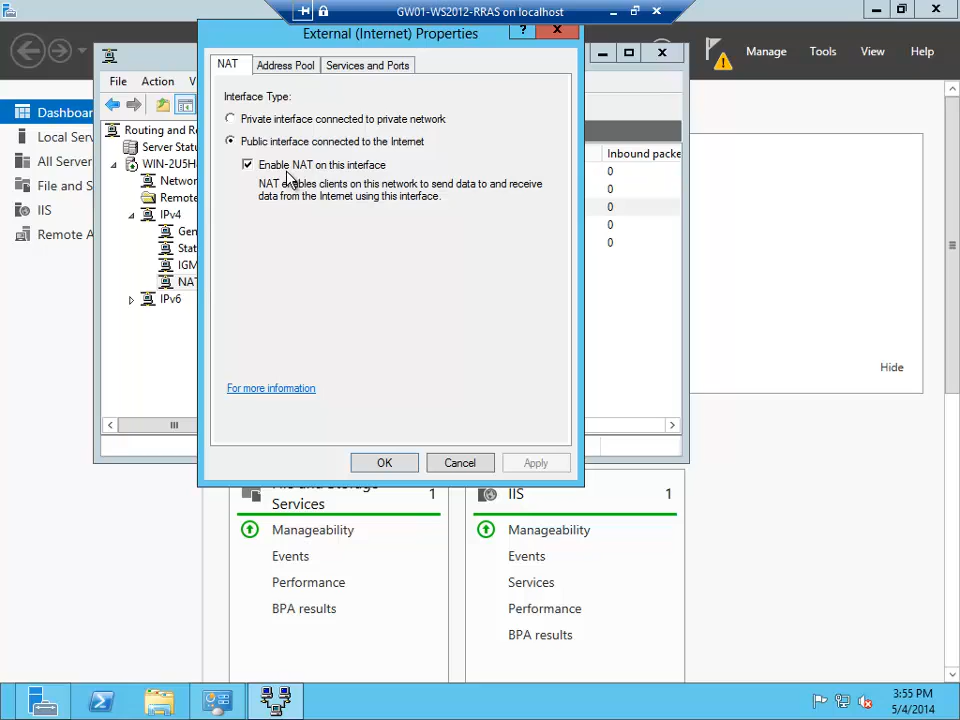 GW01-WS2012-RRAS on localhost
External (Internet) Properties
?
Manage
Tools
View
Help
File
Action
NAT
Address Pool
Services and Ports
Interface Type:
Private interface connected to private network
Public interface connected to the Internet
Enable NAT on this interface
NAT enables clients on this network to send data to and receive
data from the Internet using this interface.
For more information
OK
Cancel
Apply
Dashboar
Local Serv
All Server
File and S
IIS
Remote A
Routing and R
Server Statu
WIN-2U5H
Networ
Remote
IPv4
Gen
Stat
IGM
NAT
IPv6
Inbound packe
0
0
0
0
0
Hide
File and Storage
Services
1
Manageability
Events
Performance
BPA results
IIS
1
Manageability
Events
Services
Performance
BPA results
3:55 PM
5/4/2014